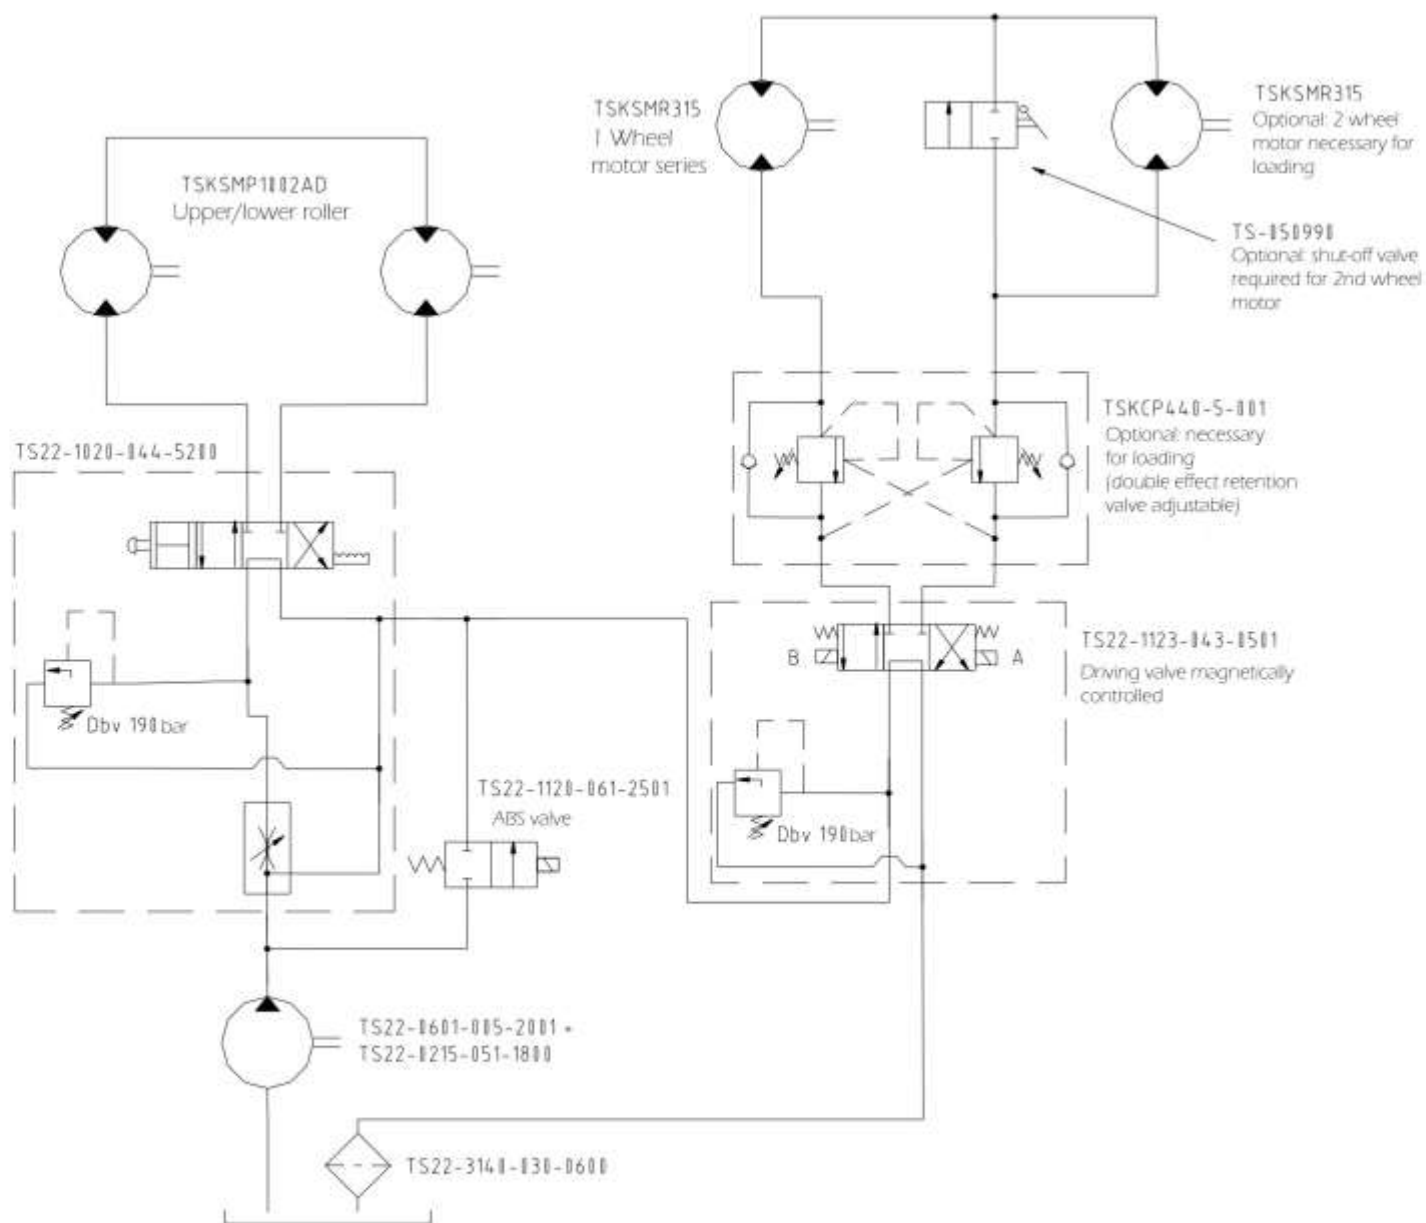 TSKSMR315
1 Wheel
motor series
TSKSMR315
Optional: 2 wheel
motor necessary for
loading
TSKSMP1002AD
Upper/lower roller
TS-050990
Optional: shut-off valve
required for 2nd wheel
motor
TSKCP440-S-001
Optional: necessary
for loading
(double effect retention
valve adjustable)
TS22-1020-044-5200
TS22-1123-043-0501
Driving valve magnetically
controlled
B
A
Dbv 190 bar
TS22-1120-061-2501
ABS valve
Dbv 190 bar
TS22-0601-005-2001 +
TS22-0215-051-1800
TS22-3140-030-0600